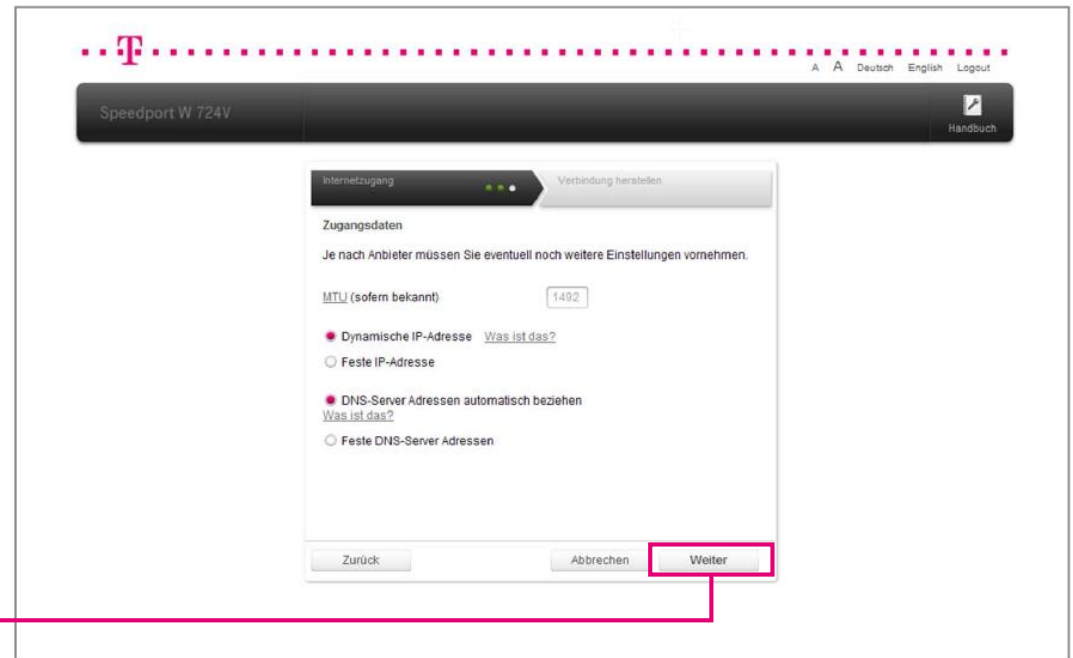 T
A A Deutsch English Logout
Speedport W 724V
Handbuch
Internetzugang
Verbindung herstellen
Zugangsdaten
Je nach Anbieter müssen Sie eventuell noch weitere Einstellungen vornehmen.
MTU (sofern bekannt) 1492
Dynamische IP-Adresse Was ist das?
Feste IP-Adresse
DNS-Server Adressen automatisch beziehen
Was ist das?
Feste DNS-Server Adressen
Zurück Abbrechen Weiter